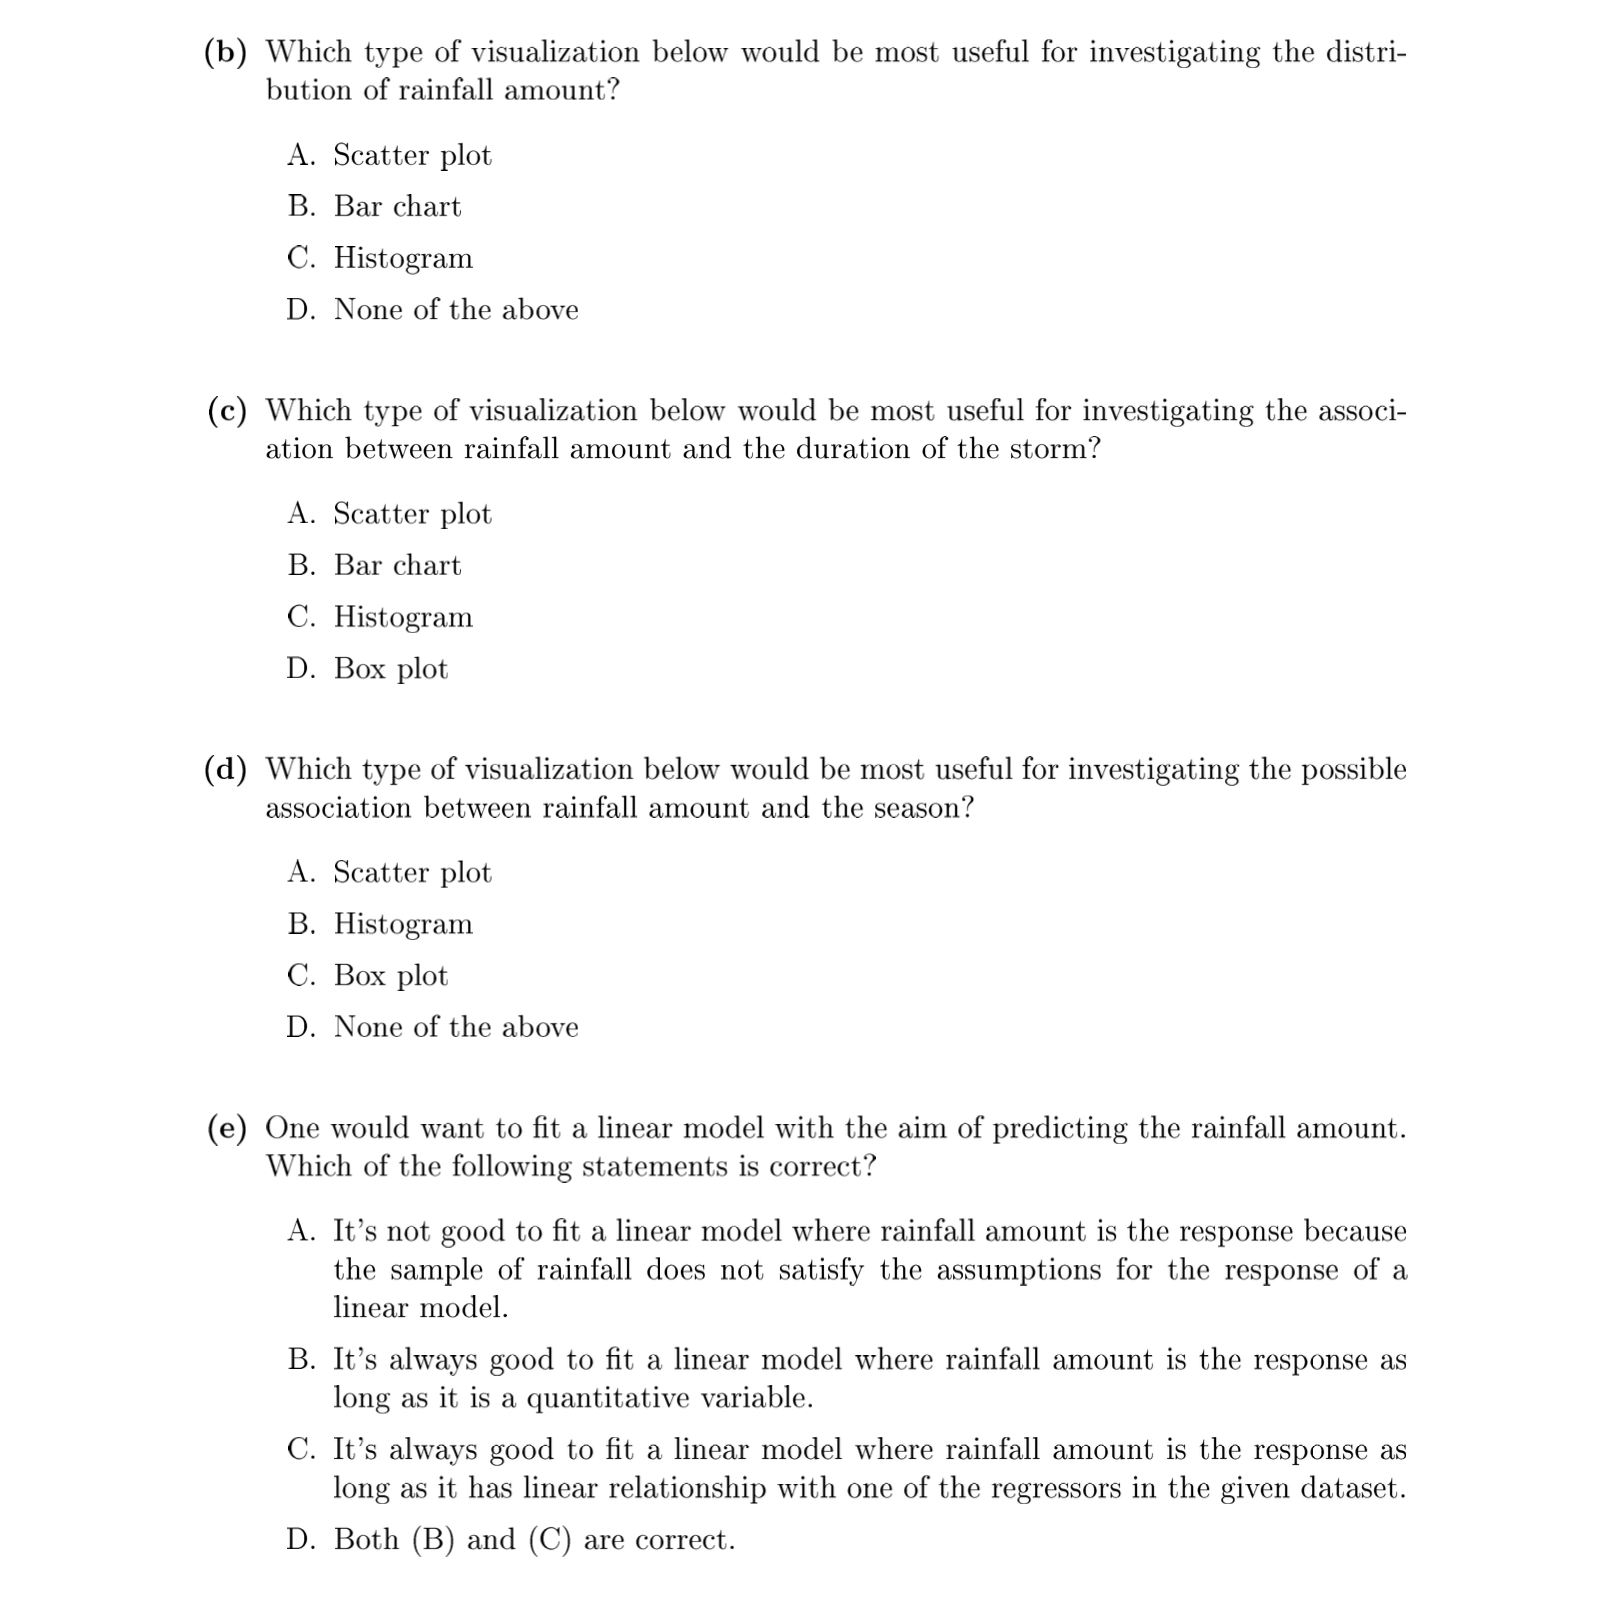 (b) Which type of visualization below would be most useful for investigating the distri-
bution of rainfall amount?
A. Scatter plot
B. Bar chart
C. Histogram
D. None of the above
(c) Which type of visualization below would be most useful for investigating the associ-
ation between rainfall amount and the duration of the storm?
A. Scatter plot
B. Bar chart
C. Histogram
D. Box plot
(d) Which type of visualization below would be most useful for investigating the possible
association between rainfall amount and the season?
A. Scatter plot
B. Histogram
C. Box plot
D. None of the above
(e) One would want to fit a linear model with the aim of predicting the rainfall amount.
Which of the following statements is correct?
A. It's not good to fit a linear model where rainfall amount is the response because
the sample of rainfall does not satisfy the assumptions for the response of a
linear model.
B. It's always good to fit a linear model where rainfall amount is the response as
long as it is a quantitative variable.
C. It's always good to fit a linear model where rainfall amount is the response as
long as it has linear relationship with one of the regressors in the given dataset.
D. Both (B) and (C) are correct.